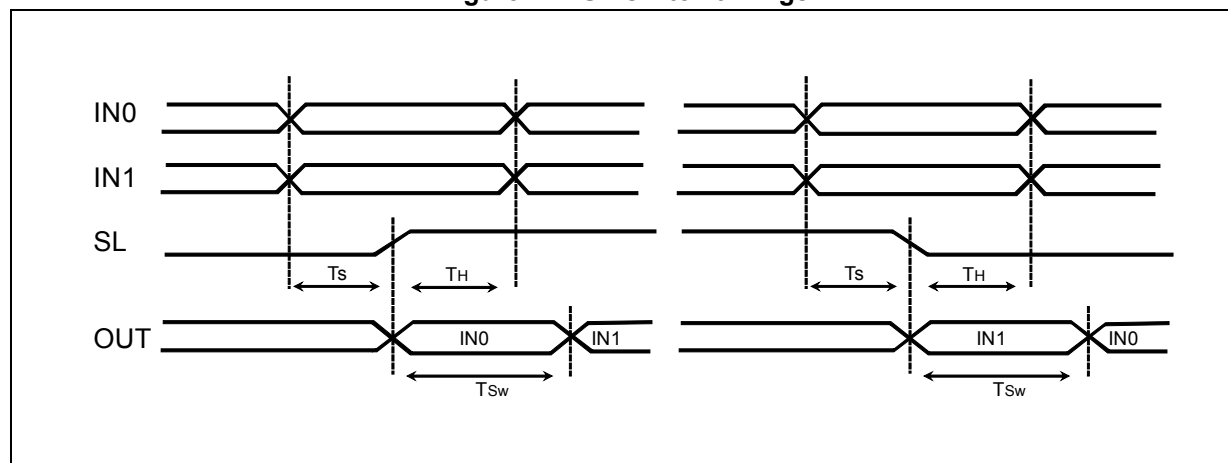 IN0
IN1
SL
Ts TH Ts TH
OUT IN0 IN1 IN1 IN0
Tsw Tsw